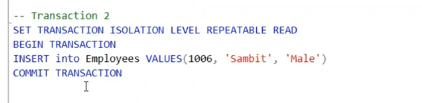 -- Transaction 2
SET TRANSACTION ISOLATION LEVEL REPEATABLE READ
BEGIN TRANSACTION
INSERT into Employees VALUES(1006, 'Sambit', 'Male')
COMMIT TRANSACTION